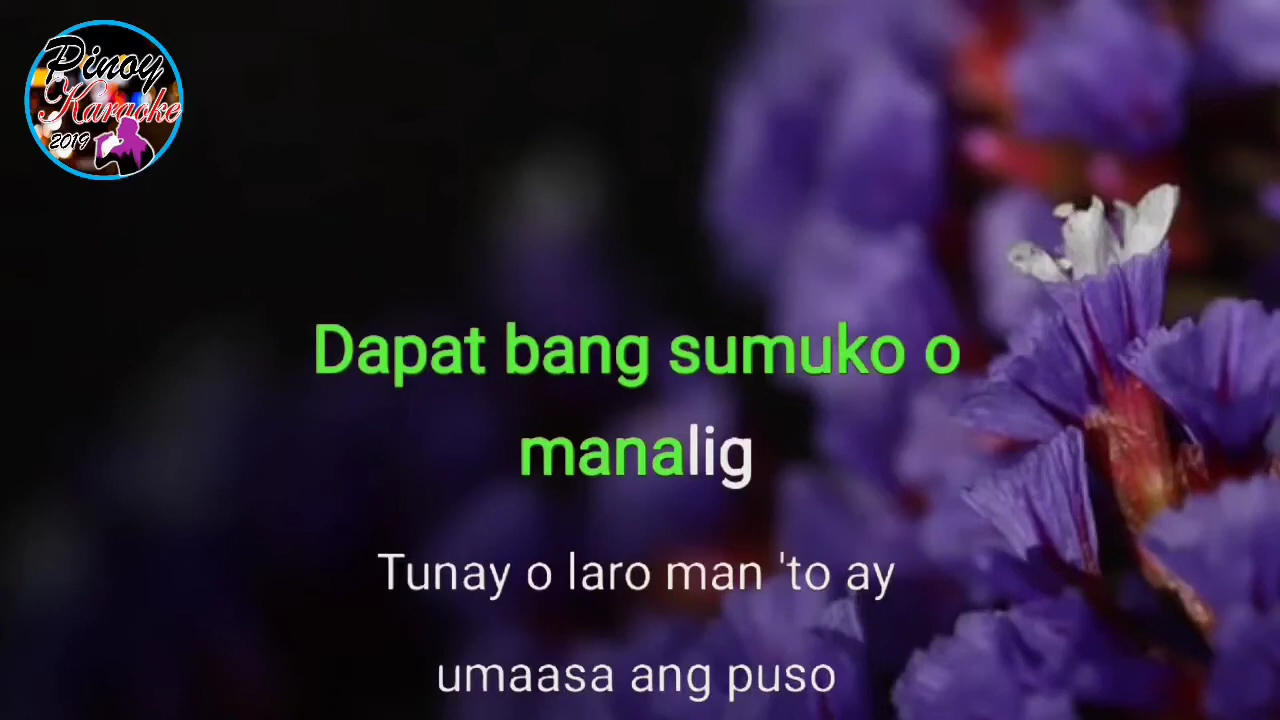 Pinoy
Karaoke
2019
Dapat bang sumuko o
manalig
Tunay o laro man 'to ay
umaasa ang puso